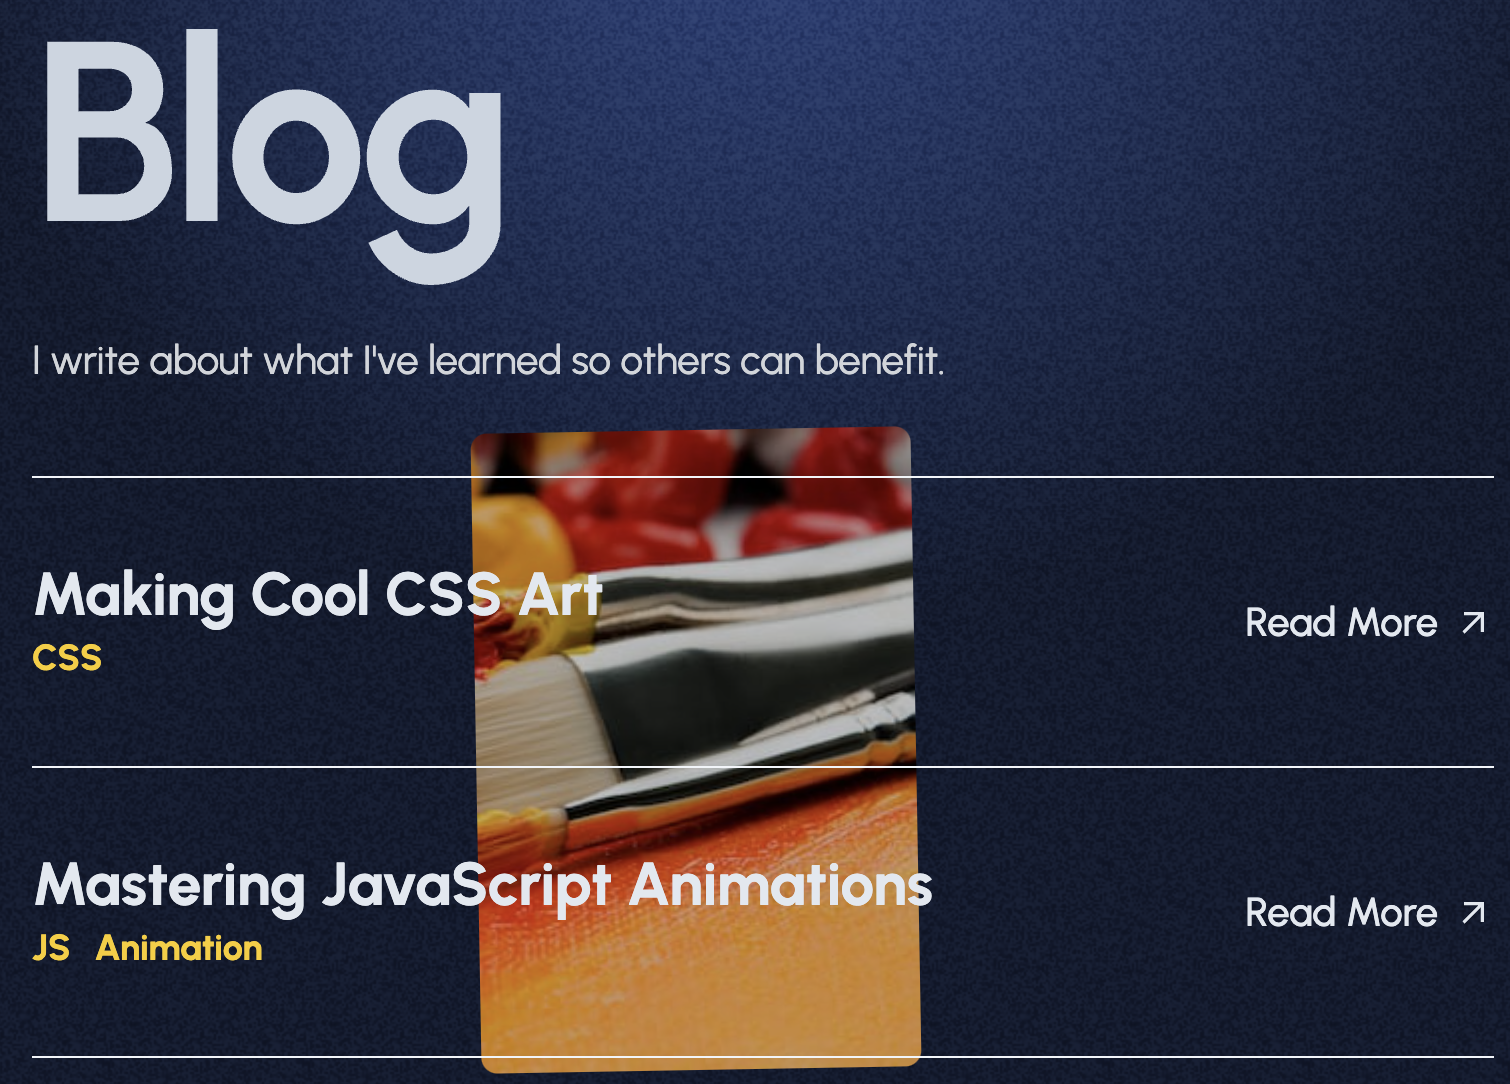 Blog
I write about what I've learned so others can benefit.
Making Cool CSS Art
CSS
Read More
Mastering JavaScript Animations
JS Animation
Read More